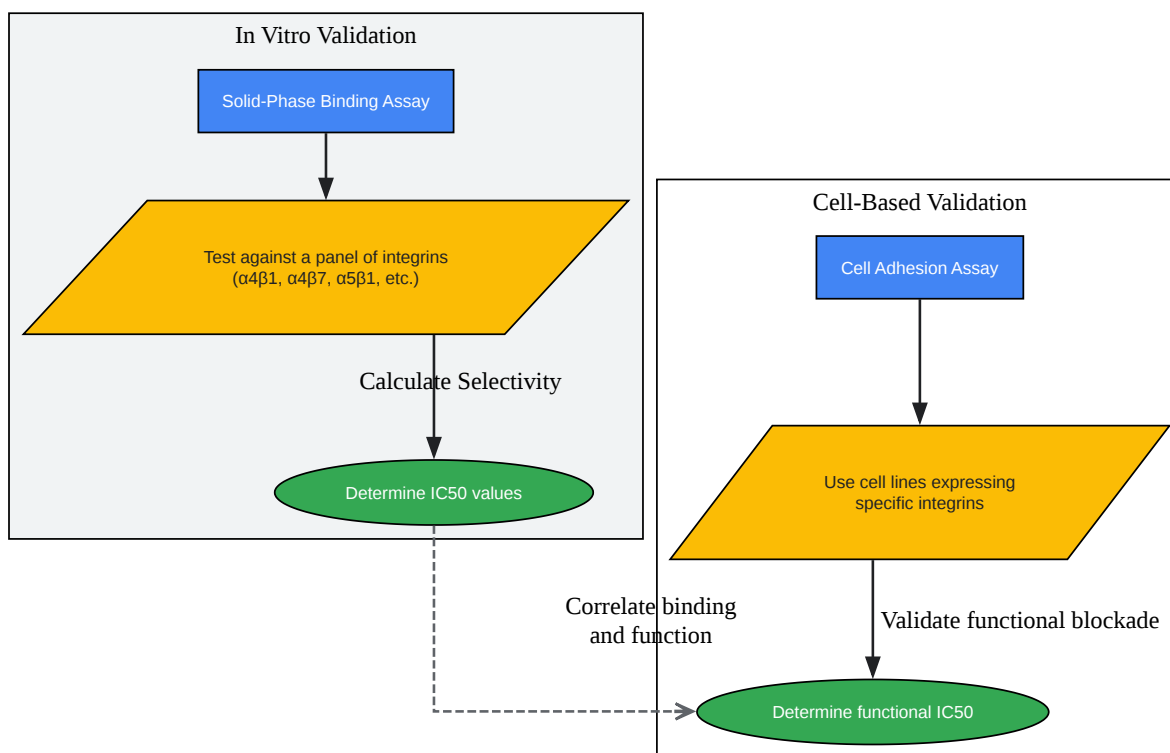 In Vitro Validation
Solid-Phase Binding Assay
Test against a panel of integrins
(α4β1, α4β7, α5β1, etc.)
Calculate Selectivity
Determine IC50 values
Cell-Based Validation
Cell Adhesion Assay
Use cell lines expressing
specific integrins
Correlate binding
and function
Validate functional blockade
Determine functional IC50